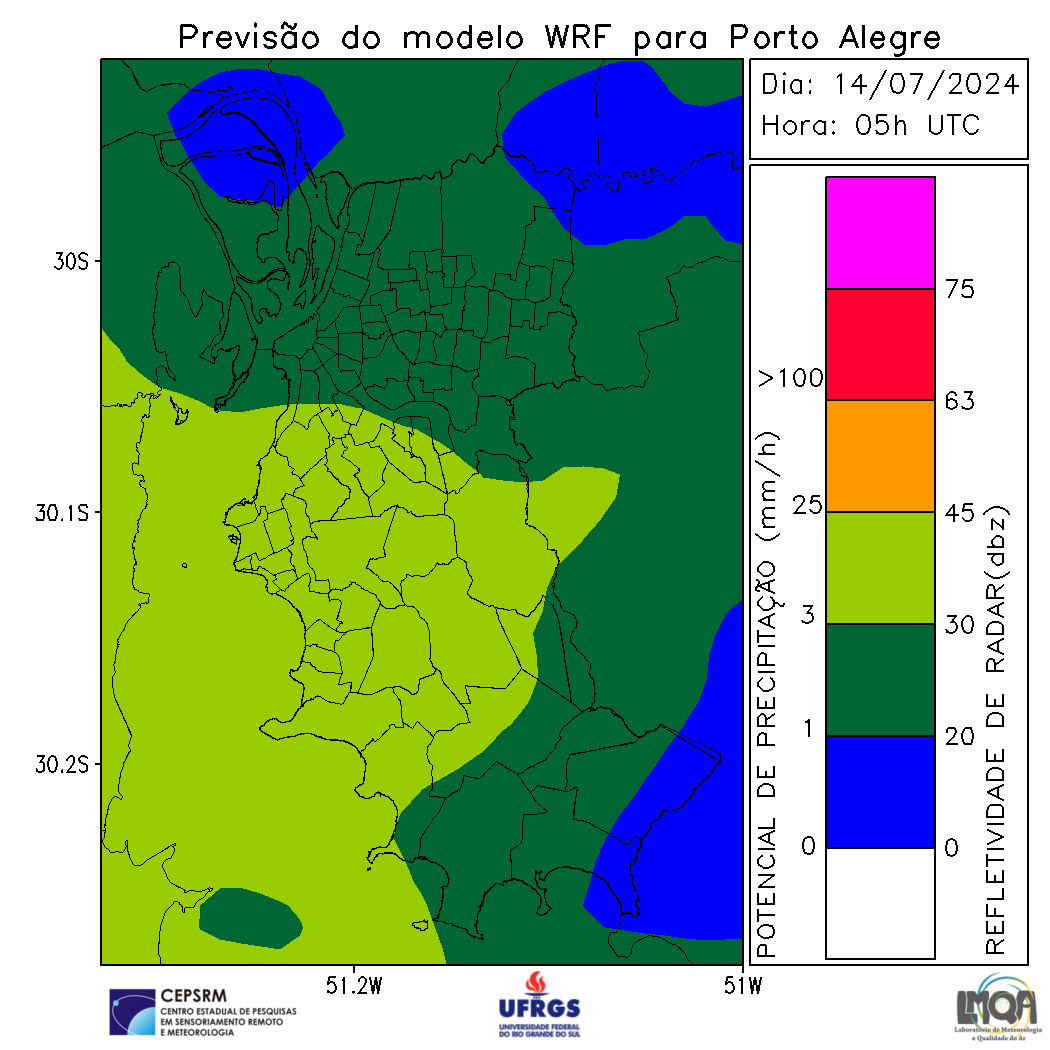 Previsão do modelo WRF para Porto Alegre
Dia: 14/07/2024
Hora: 05h UTC
30S
30.1S
30.2S
51.2W
51W
POTENCIAL DE PRECIPITAÇÃO (mm/h)
>100
25
3
1
0
75
63
45
30
20
0
REFLETIVIDADE DE RADAR(dbz)
CEPSRM
CENTRO ESTADUAL DE PESQUISAS
EM SENSORIAMENTO REMOTO
E METEOROLOGIA
UFRGS
UNIVERSIDADE FEDERAL
DO RIO GRANDE DO SUL
LMQA
Laboratório de Meteorologia
e Qualidade do Ar